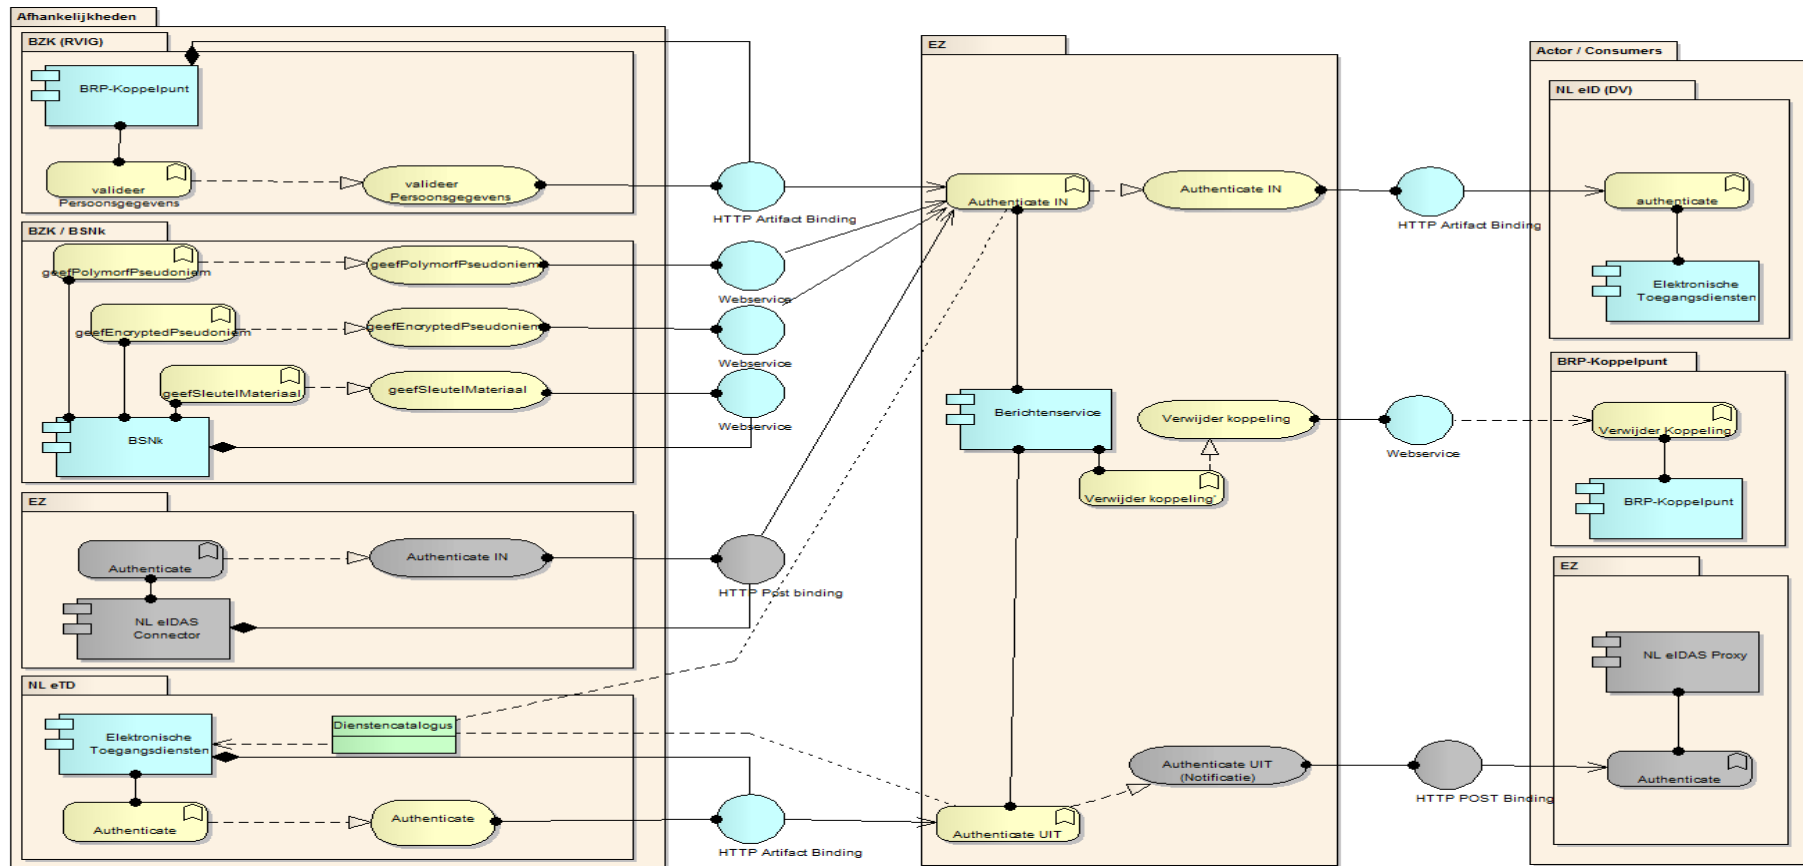 Afhankelijkheden
BZK (RVIG)
BRP-Koppelpunt
valideer
Persoonsgegevens
valideer
Persoonsgegevens
HTTP Artifact Binding
BZK / BSNk
geefPolymorfPseudoniem
geefPolymorfPseudoniem
Webservice
geefEncryptedPseudoniem
geefEncryptedPseudoniem
Webservice
geefSleutelMateriaal
geefSleutelMateriaal
Webservice
BSNk
EZ
Authenticate
Authenticate IN
HTTP Post binding
NL eIDAS
Connector
NL eTD
Elektronische
Toegangsdiensten
Dienstencatalogus
Authenticate
Authenticate
HTTP Artifact Binding
EZ
Authenticate IN
Authenticate IN
HTTP Artifact Binding
Berichtenservice
Verwijder koppeling
Verwijder koppeling'
Webservice
Authenticate UIT
(Notificatie)
Authenticate UIT
HTTP POST Binding
Actor / Consumers
NL eID (DV)
authenticate
Elektronische
Toegangsdiensten
BRP-Koppelpunt
Verwijder Koppeling
BRP-Koppelpunt
EZ
NL eIDAS Proxy
Authenticate